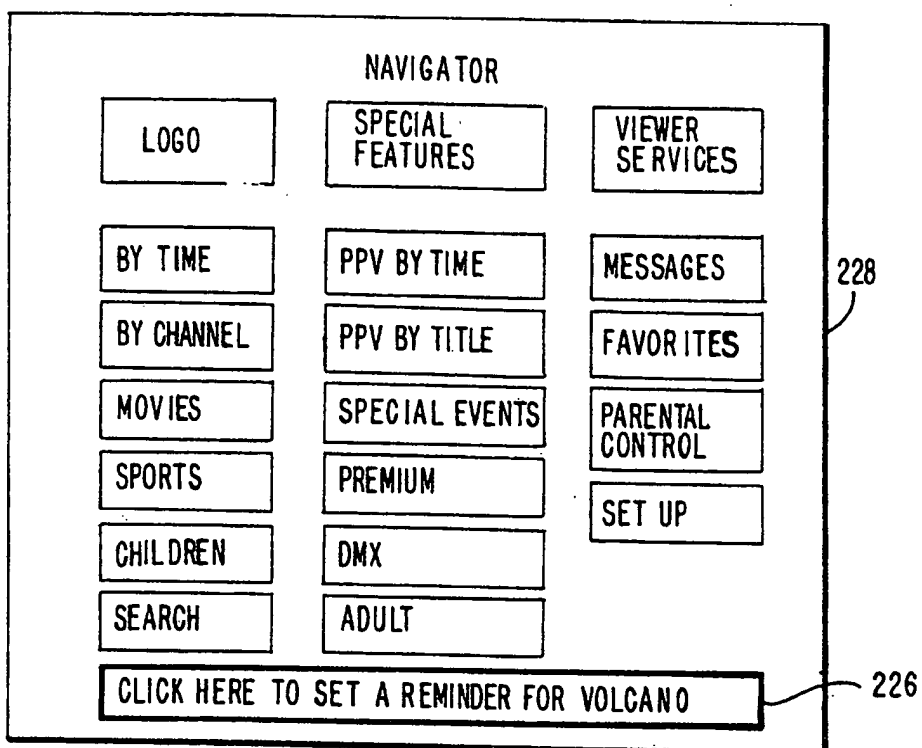 NAVIGATOR
LOGO
SPECIAL
FEATURES
VIEWER
SERVICES
BY TIME
PPV BY TIME
MESSAGES
BY CHANNEL
PPV BY TITLE
FAVORITES
MOVIES
SPECIAL EVENTS
PARENTAL
CONTROL
SPORTS
PREMIUM
SET UP
CHILDREN
DMX
SEARCH
ADULT
CLICK HERE TO SET A REMINDER FOR VOLCANO
228
226